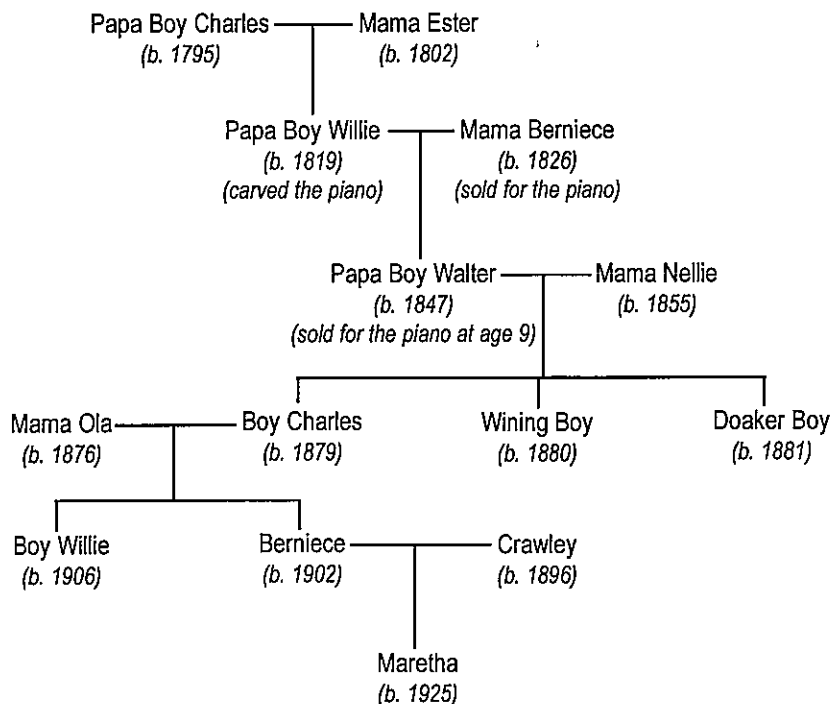 Papa Boy Charles Mama Ester
(b. 1795) (b. 1802)
Papa Boy Willie Mama Berniece
(b. 1819) (b. 1826)
(carved the piano) (sold for the piano)
Papa Boy Walter Mama Nellie
(b. 1847) (b. 1855)
(sold for the piano at age 9)
Mama Ola Boy Charles Wining Boy Doaker Boy
(b. 1876) (b. 1879) (b. 1880) (b. 1881)
Boy Willie Berniece Crawley
(b. 1906) (b. 1902) (b. 1896)
Maretha
(b. 1925)